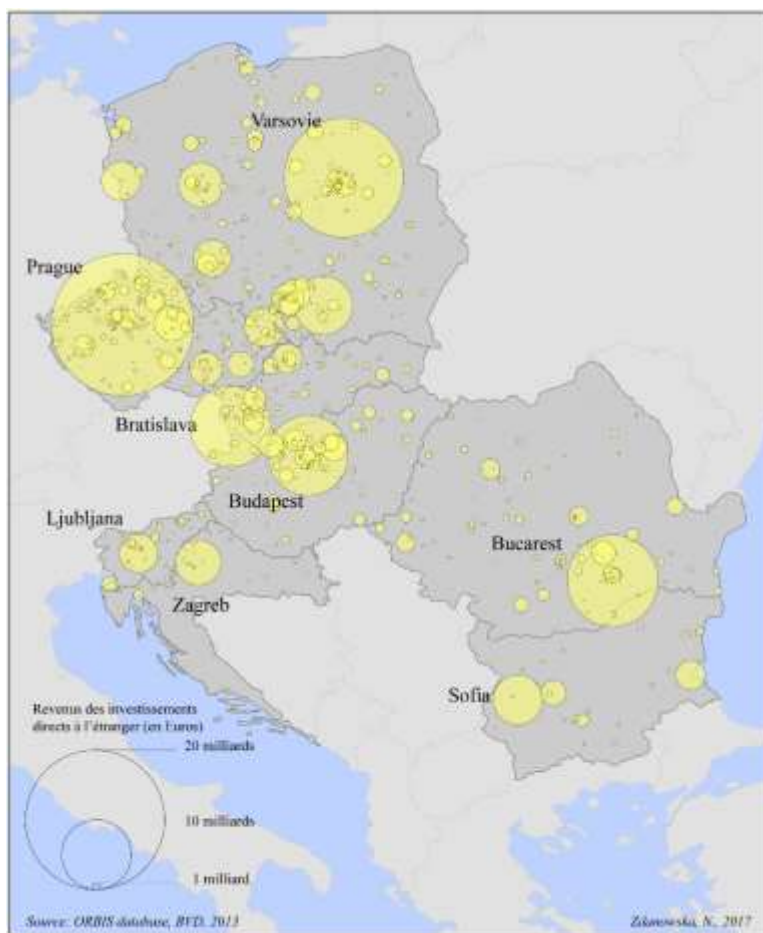 Varsovie
Prague
Bratislava
Budapest
Ljubljana
Bucarest
Zagreb
Sofia
Revenus des investissements
directs à l'étranger (en Euros)
20 milliards
10 milliards
1 milliard
Source: ORBIS database, BVD, 2013
Zdanowska, N., 2017